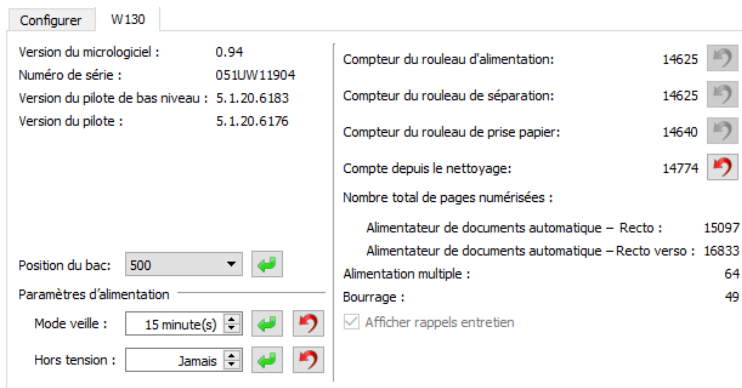 Configurer W130
Version du micrologiciel : 0.94
Numéro de série : 051UW11904
Version du pilote de bas niveau : 5.1.20.6183
Version du pilote : 5.1.20.6176
Position du bac: 500
Paramètres d'alimentation
Mode veille : 15 minute(s)
Hors tension : Jamais
Compteur du rouleau d'alimentation: 14625
Compteur du rouleau de séparation: 14625
Compteur du rouleau de prise papier: 14640
Compte depuis le nettoyage: 14774
Nombre total de pages numérisées :
Alimentateur de documents automatique – Recto : 15097
Alimentateur de documents automatique – Recto verso : 16833
Alimentation multiple : 64
Bourrage : 49
Afficher rappels entretien